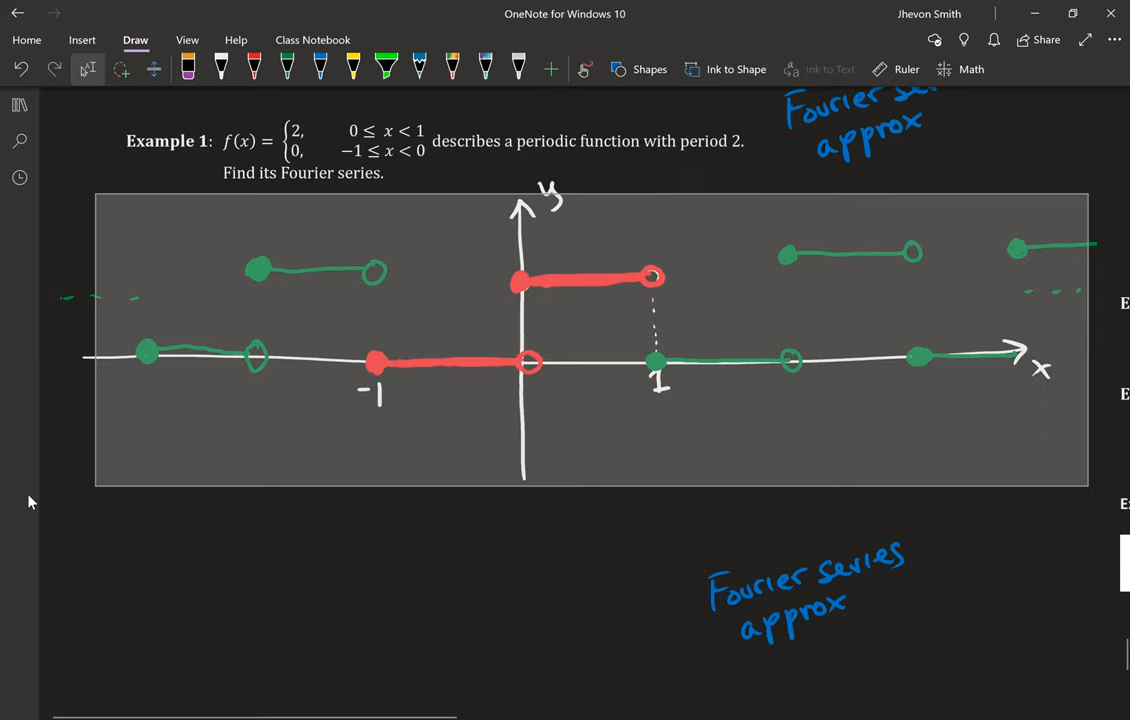 OneNote for Windows 10
Jhevon Smith
Home Insert Draw View Help Class Notebook
Share
Shapes Ink to Shape Ink to Text Ruler Math
Fourier se
approx
Example 1: f(x) = {2, 0 ≤ x < 1
0, −1 ≤ x < 0 describes a periodic function with period 2.
Find its Fourier series.
y
-1
1
x
E
E
E
Fourier series
approx